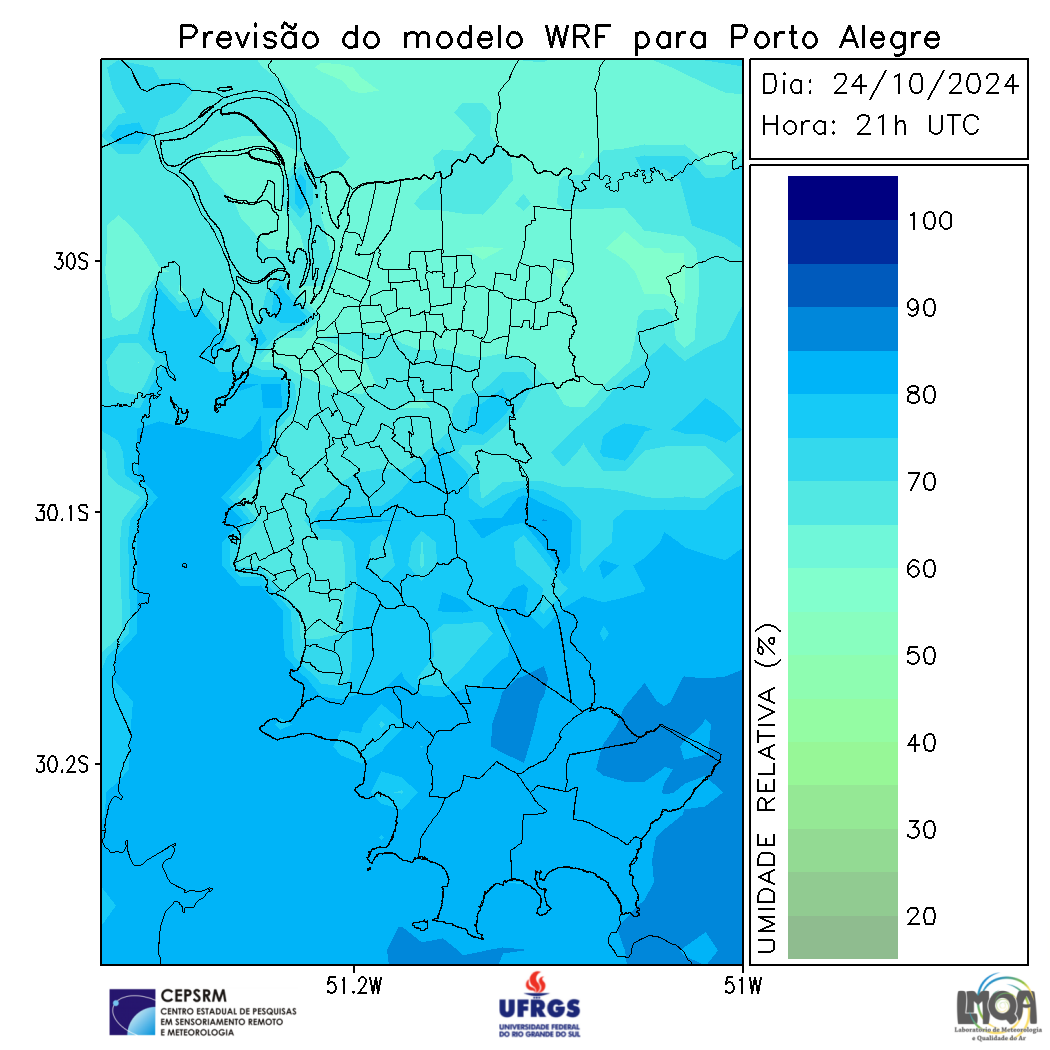 Previsão do modelo WRF para Porto Alegre
Dia: 24/10/2024
Hora: 21h UTC
30S
30.1S
30.2S
51.2W
51W
100
90
80
70
60
50
40
30
20
UMIDADE RELATIVA (%)
CEPSRM
CENTRO ESTADUAL DE PESQUISAS
EM SENSORIAMENTO REMOTO
E METEOROLOGIA
UFRGS
UNIVERSIDADE FEDERAL
DO RIO GRANDE DO SUL
LMQA
Laboratório de Meteorologia
e Qualidade do Ar